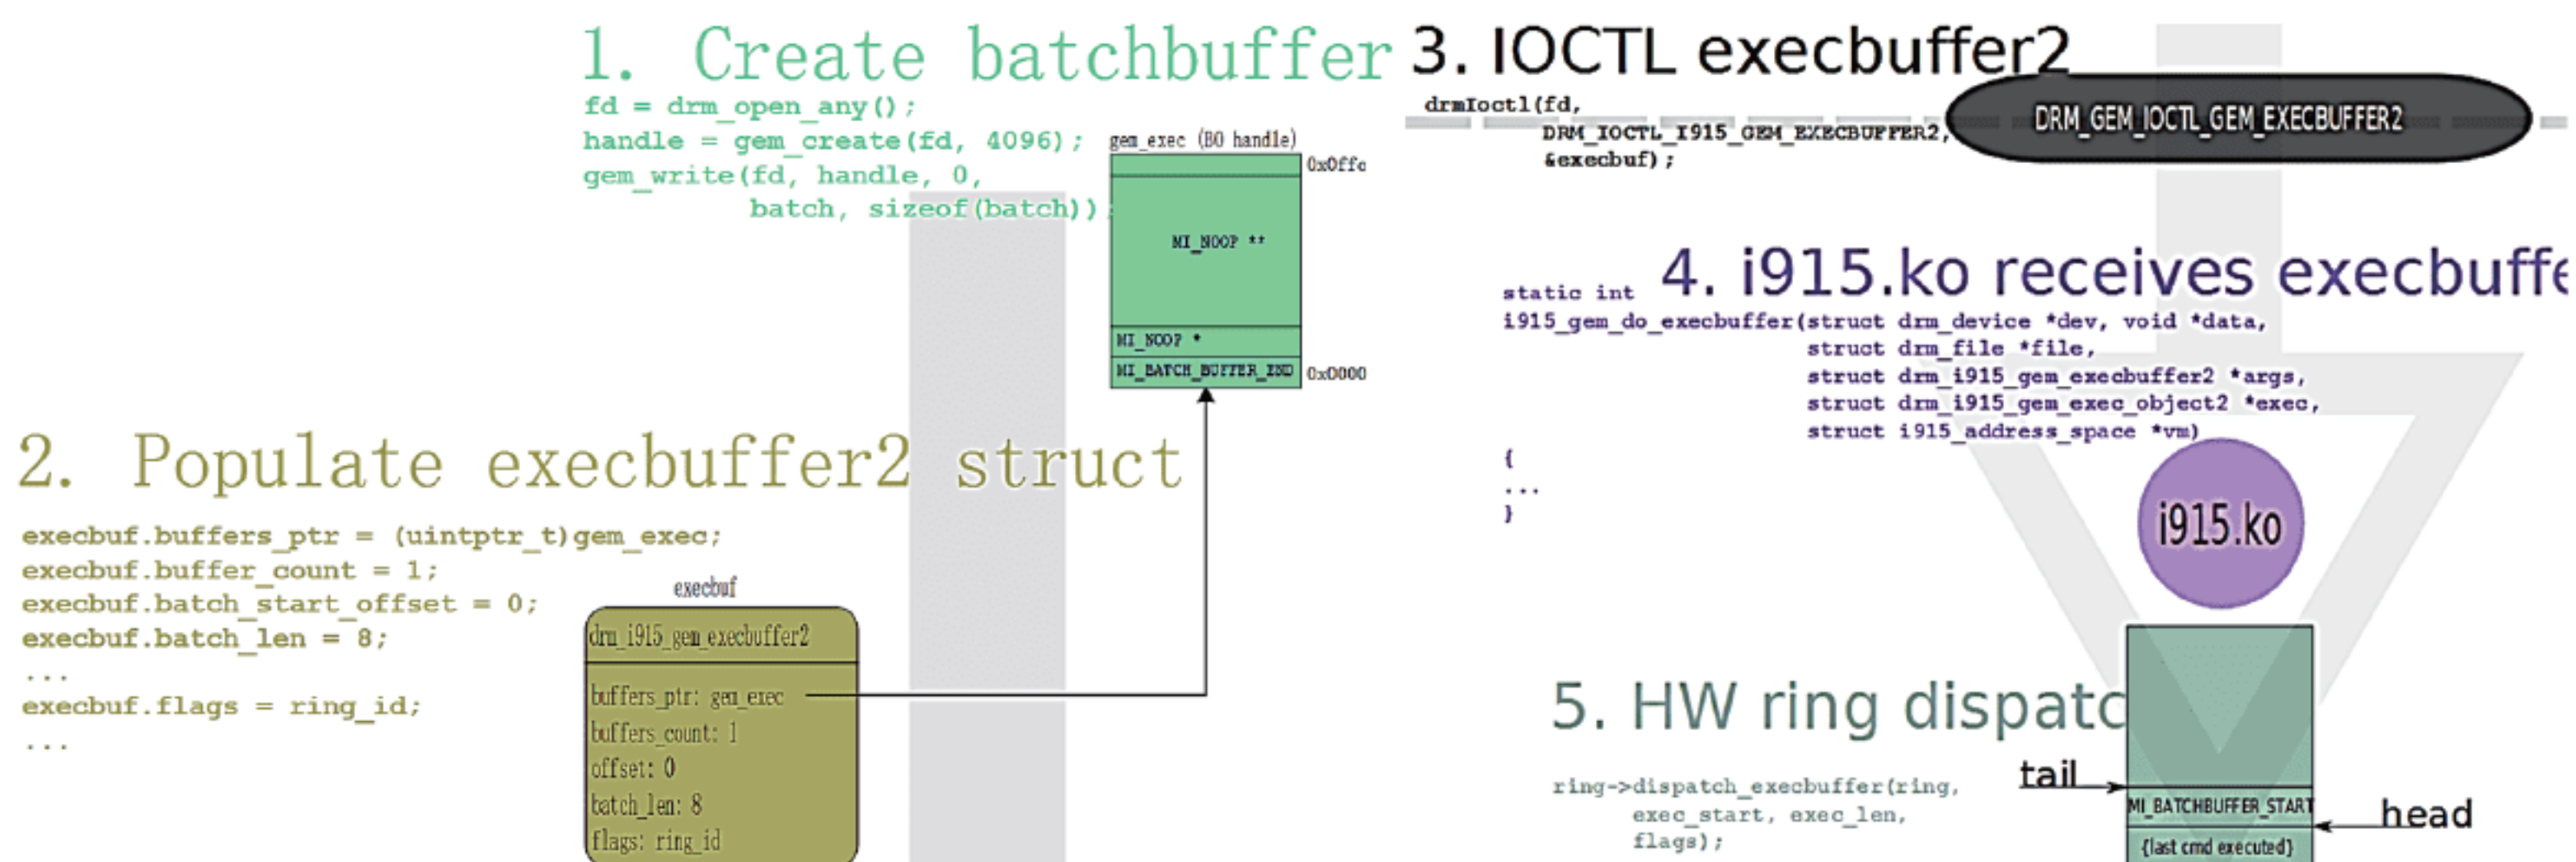 1. Create batchbuffer
fd = drm_open_any();
handle = gem_create(fd, 4096);
gem_write(fd, handle, 0,
batch, sizeof(batch));
gem_exec (BO handle)
0x0ffc
MI_NOOP **
MI_NOOP *
MI_BATCH_BUFFER_END
0x0000
2. Populate execbuffer2 struct
execbuf.buffers_ptr = (uintptr_t)gem_exec;
execbuf.buffer_count = 1;
execbuf.batch_start_offset = 0;
execbuf.batch_len = 8;
...
execbuf.flags = ring_id;
...
execbuf
drm_i915_gem_execbuffer2
buffers_ptr: gem_exec
buffers_count: 1
offset: 0
batch_len: 8
flags: ring_id
3. IOCTL execbuffer2
drmIoctl(fd,
DRM_IOCTL_I915_GEM_EXECBUFFER2,
&execbuf);
DRM_GEM_IOCTL_GEM_EXECBUFFER2
4. i915.ko receives execbuffe
static int
i915_gem_do_execbuffer(struct drm_device *dev, void *data,
struct drm_file *file,
struct drm_i915_gem_execbuffer2 *args,
struct drm_i915_gem_exec_object2 *exec,
struct i915_address_space *vm)
{
...
}
i915.ko
5. HW ring dispatc
ring->dispatch_execbuffer(ring,
exec_start, exec_len,
flags);
tail
MI_BATCHBUFFER_START
head
{last cmd executed}